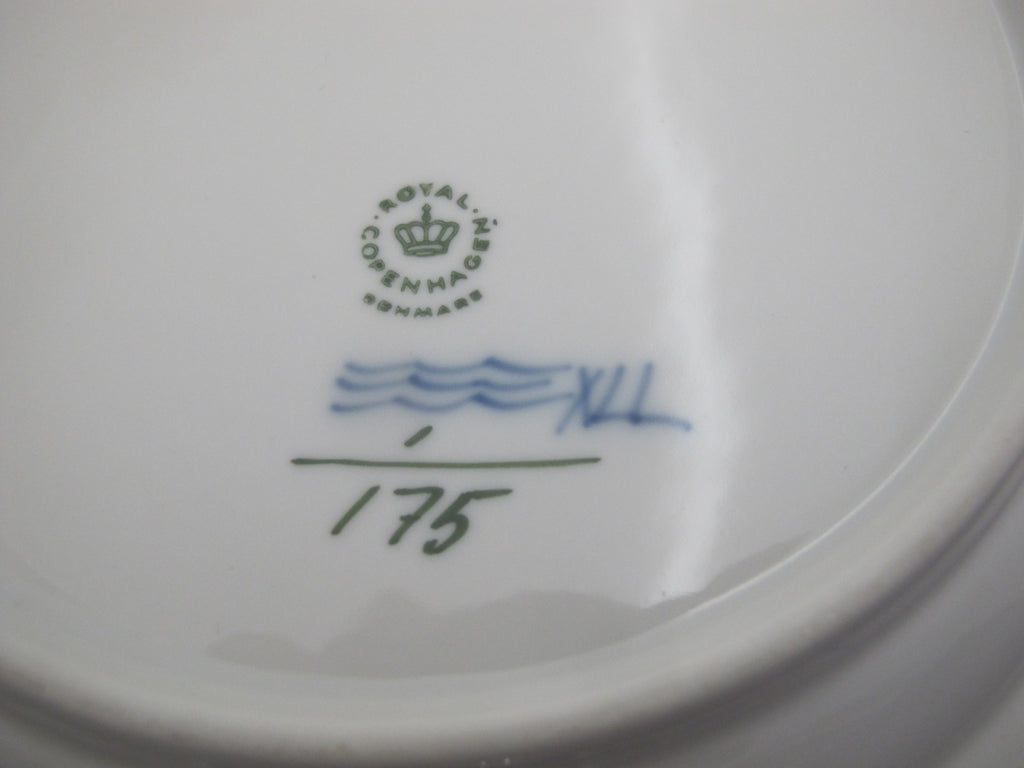 ROYAL
COPENHAGEN
DENMARK
1
175